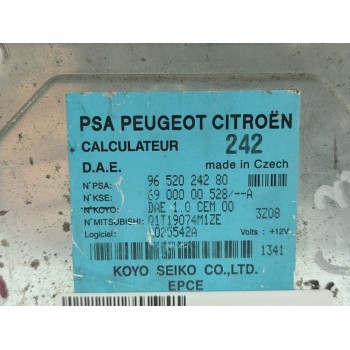 PSA PEUGEOT CITROËN
CALCULATEUR 242
D.A.E. made in Czech
N°PSA: 96 520 242 80
N°KSE: 69 000 00 528/--A
N°KOYO: DAE 1.0 CEM 00 3Z08
N°MITSUBISHI: Q1T19074M1ZE
Logiciel: 1020542A Volts : +12V
1341
KOYO SEIKO CO.,LTD.
EPCE